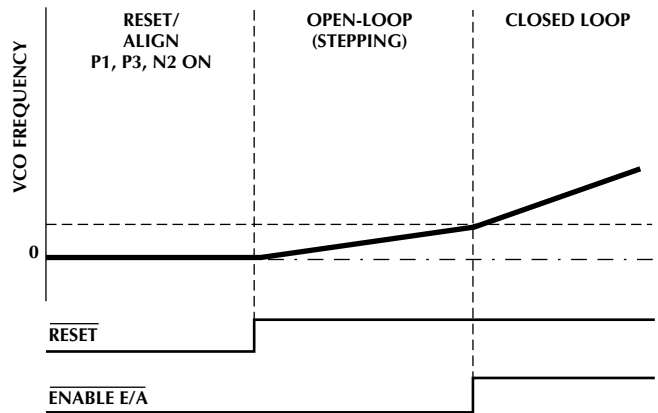 RESET/
ALIGN
P1, P3, N2 ON
OPEN-LOOP
(STEPPING)
CLOSED LOOP
VCO FREQUENCY
0
RESET
ENABLE E/A